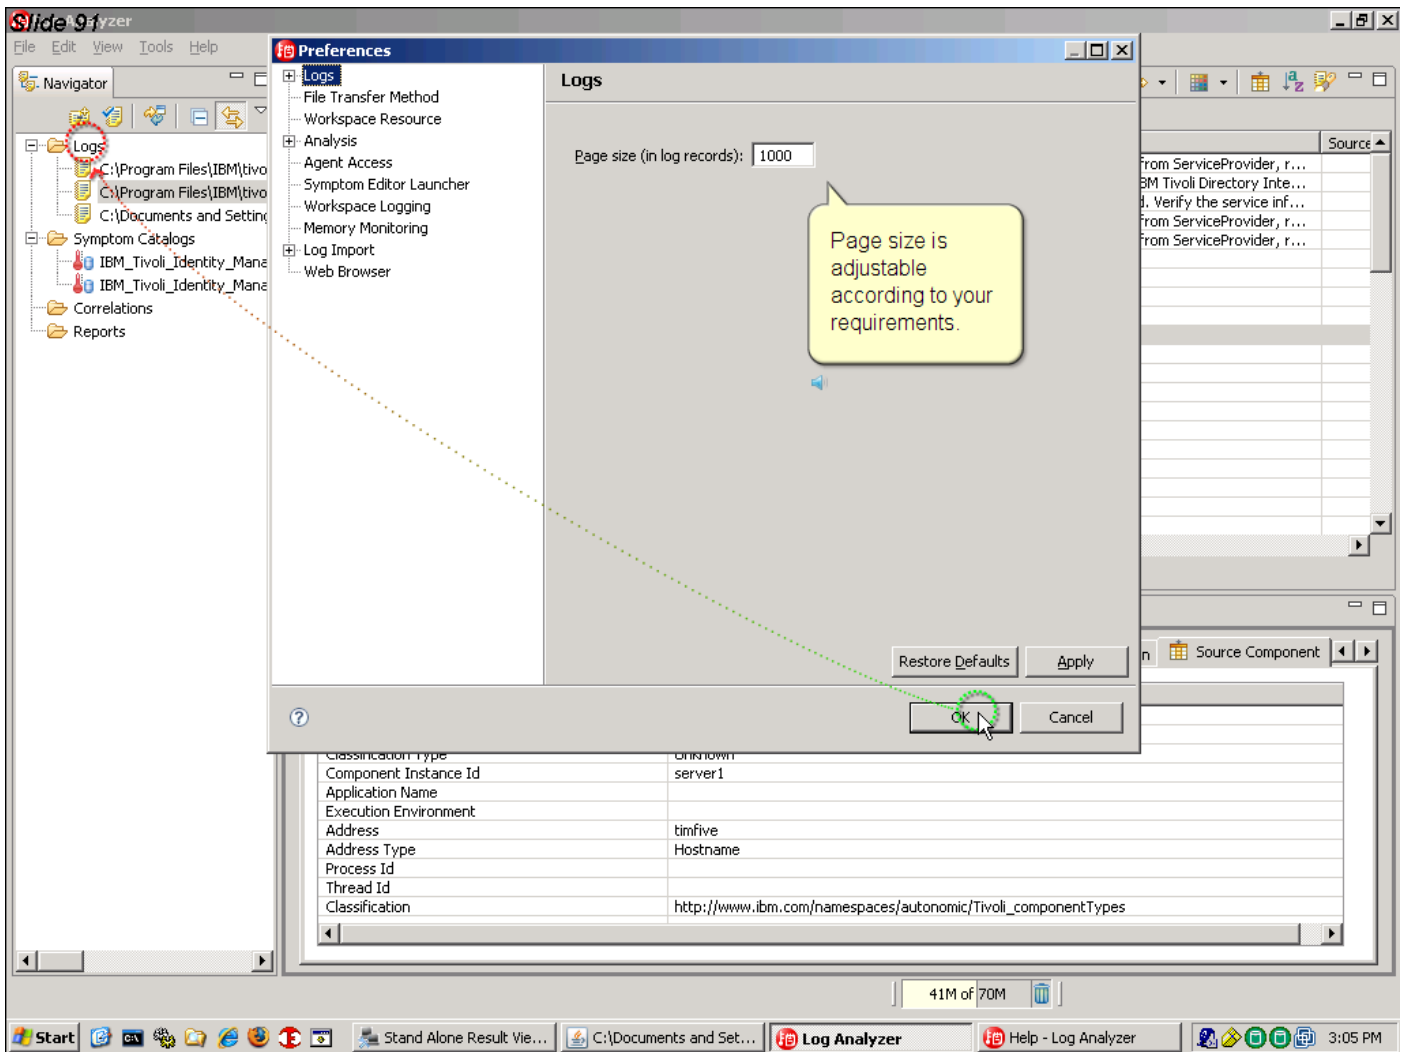 Slide 91
yzer
File Edit View Tools Help
Navigator
Logs
C:\Program Files\IBM\tivo
C:\Program Files\IBM\tivo
C:\Documents and Setting
Symptom Catalogs
IBM_Tivoli_Identity_Mana
IBM_Tivoli_Identity_Mana
Correlations
Reports
Preferences
Logs
File Transfer Method
Workspace Resource
Analysis
Agent Access
Symptom Editor Launcher
Workspace Logging
Memory Monitoring
Log Import
Web Browser
Logs
Page size (in log records): 1000
Page size is
adjustable
according to your
requirements.
Restore Defaults Apply
OK Cancel
Source
from ServiceProvider, r...
BM Tivoli Directory Inte...
d. Verify the service inf...
from ServiceProvider, r...
from ServiceProvider, r...
n Source Component
Classification Type Unknown
Component Instance Id server1
Application Name
Execution Environment
Address timfive
Address Type Hostname
Process Id
Thread Id
Classification http://www.ibm.com/namespaces/autonomic/Tivoli_componentTypes
41M of 70M
Start Stand Alone Result Vie... C:\Documents and Set... Log Analyzer Help - Log Analyzer 3:05 PM